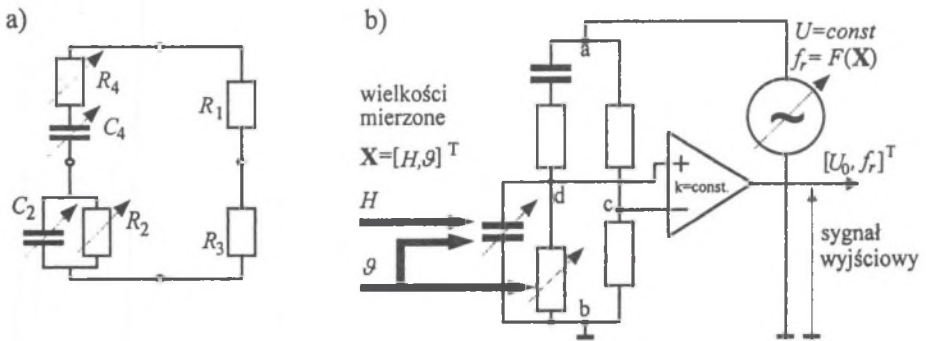 a)
R₄
C₄
R₁
C₂
R₂
R₃
b)
a
U=const
fᵣ = F(X)
~
wielkości
mierzone
X=[H,ϑ]ᵀ
[U₀, fᵣ]ᵀ
+
k=const.
−
d
c
H
ϑ
b
sygnał
wyjściowy